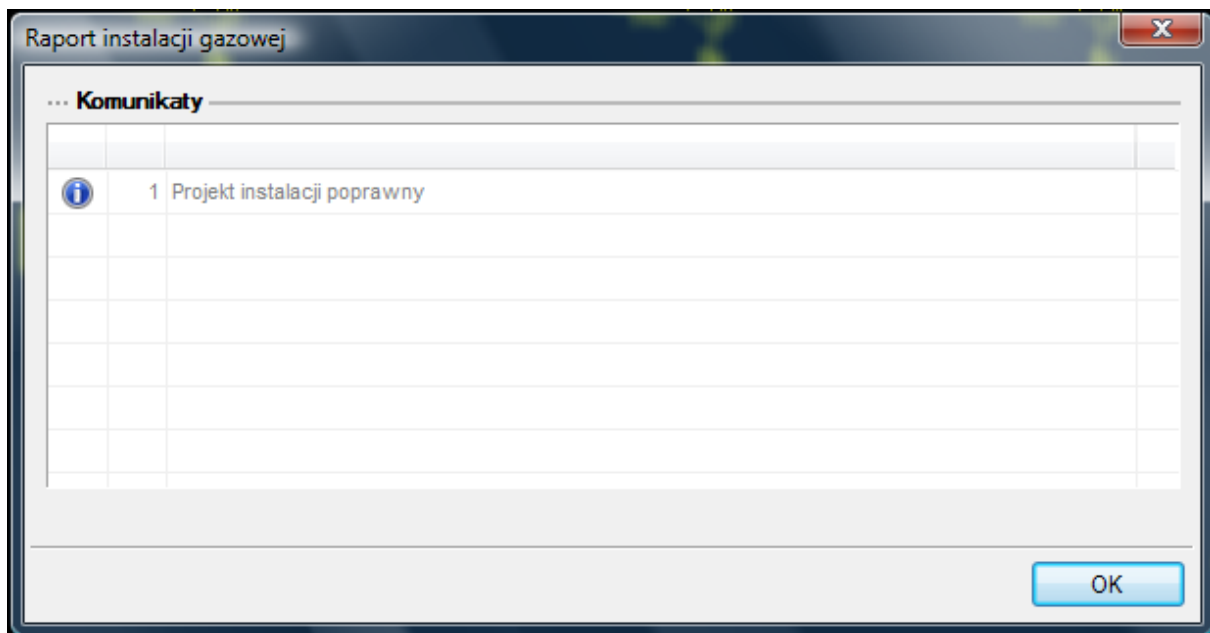 Raport instalacji gazowej
Komunikaty
1 Projekt instalacji poprawny
OK